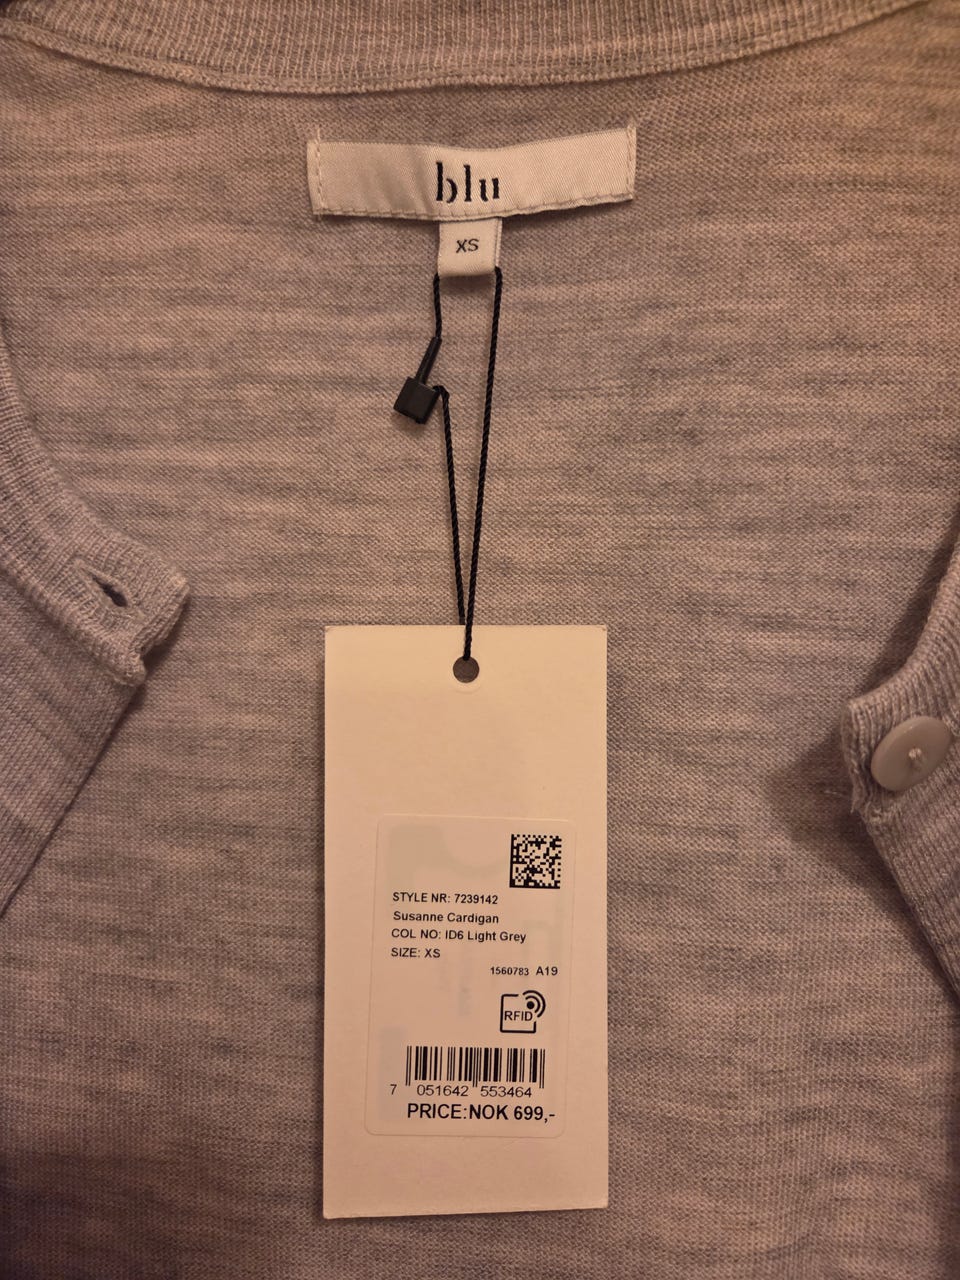 blu
XS
STYLE NR: 7239142
Susanne Cardigan
COL NO: ID6 Light Grey
SIZE: XS
1560783 A19
RFID
7 051642 553464
PRICE:NOK 699,-